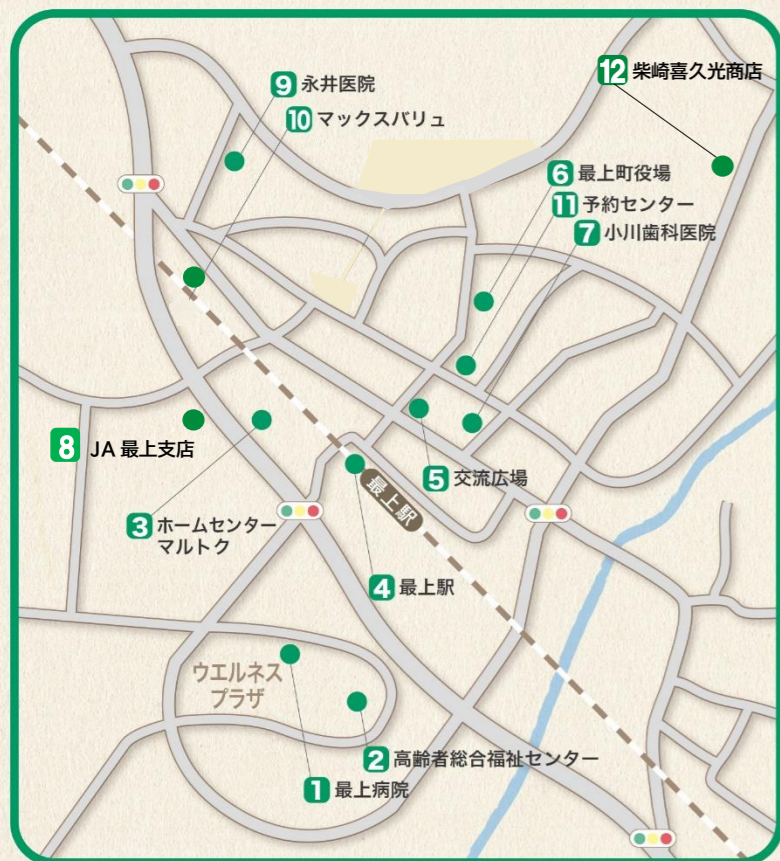 12 柴崎喜久光商店
9 永井医院
10 マックスバリュ
6 最上町役場
11 予約センター
7 小川歯科医院
8 JA 最上支店
5 交流広場
最上駅
3 ホームセンター
マルトク
4 最上駅
ウエルネス
プラザ
2 高齢者総合福祉センター
1 最上病院